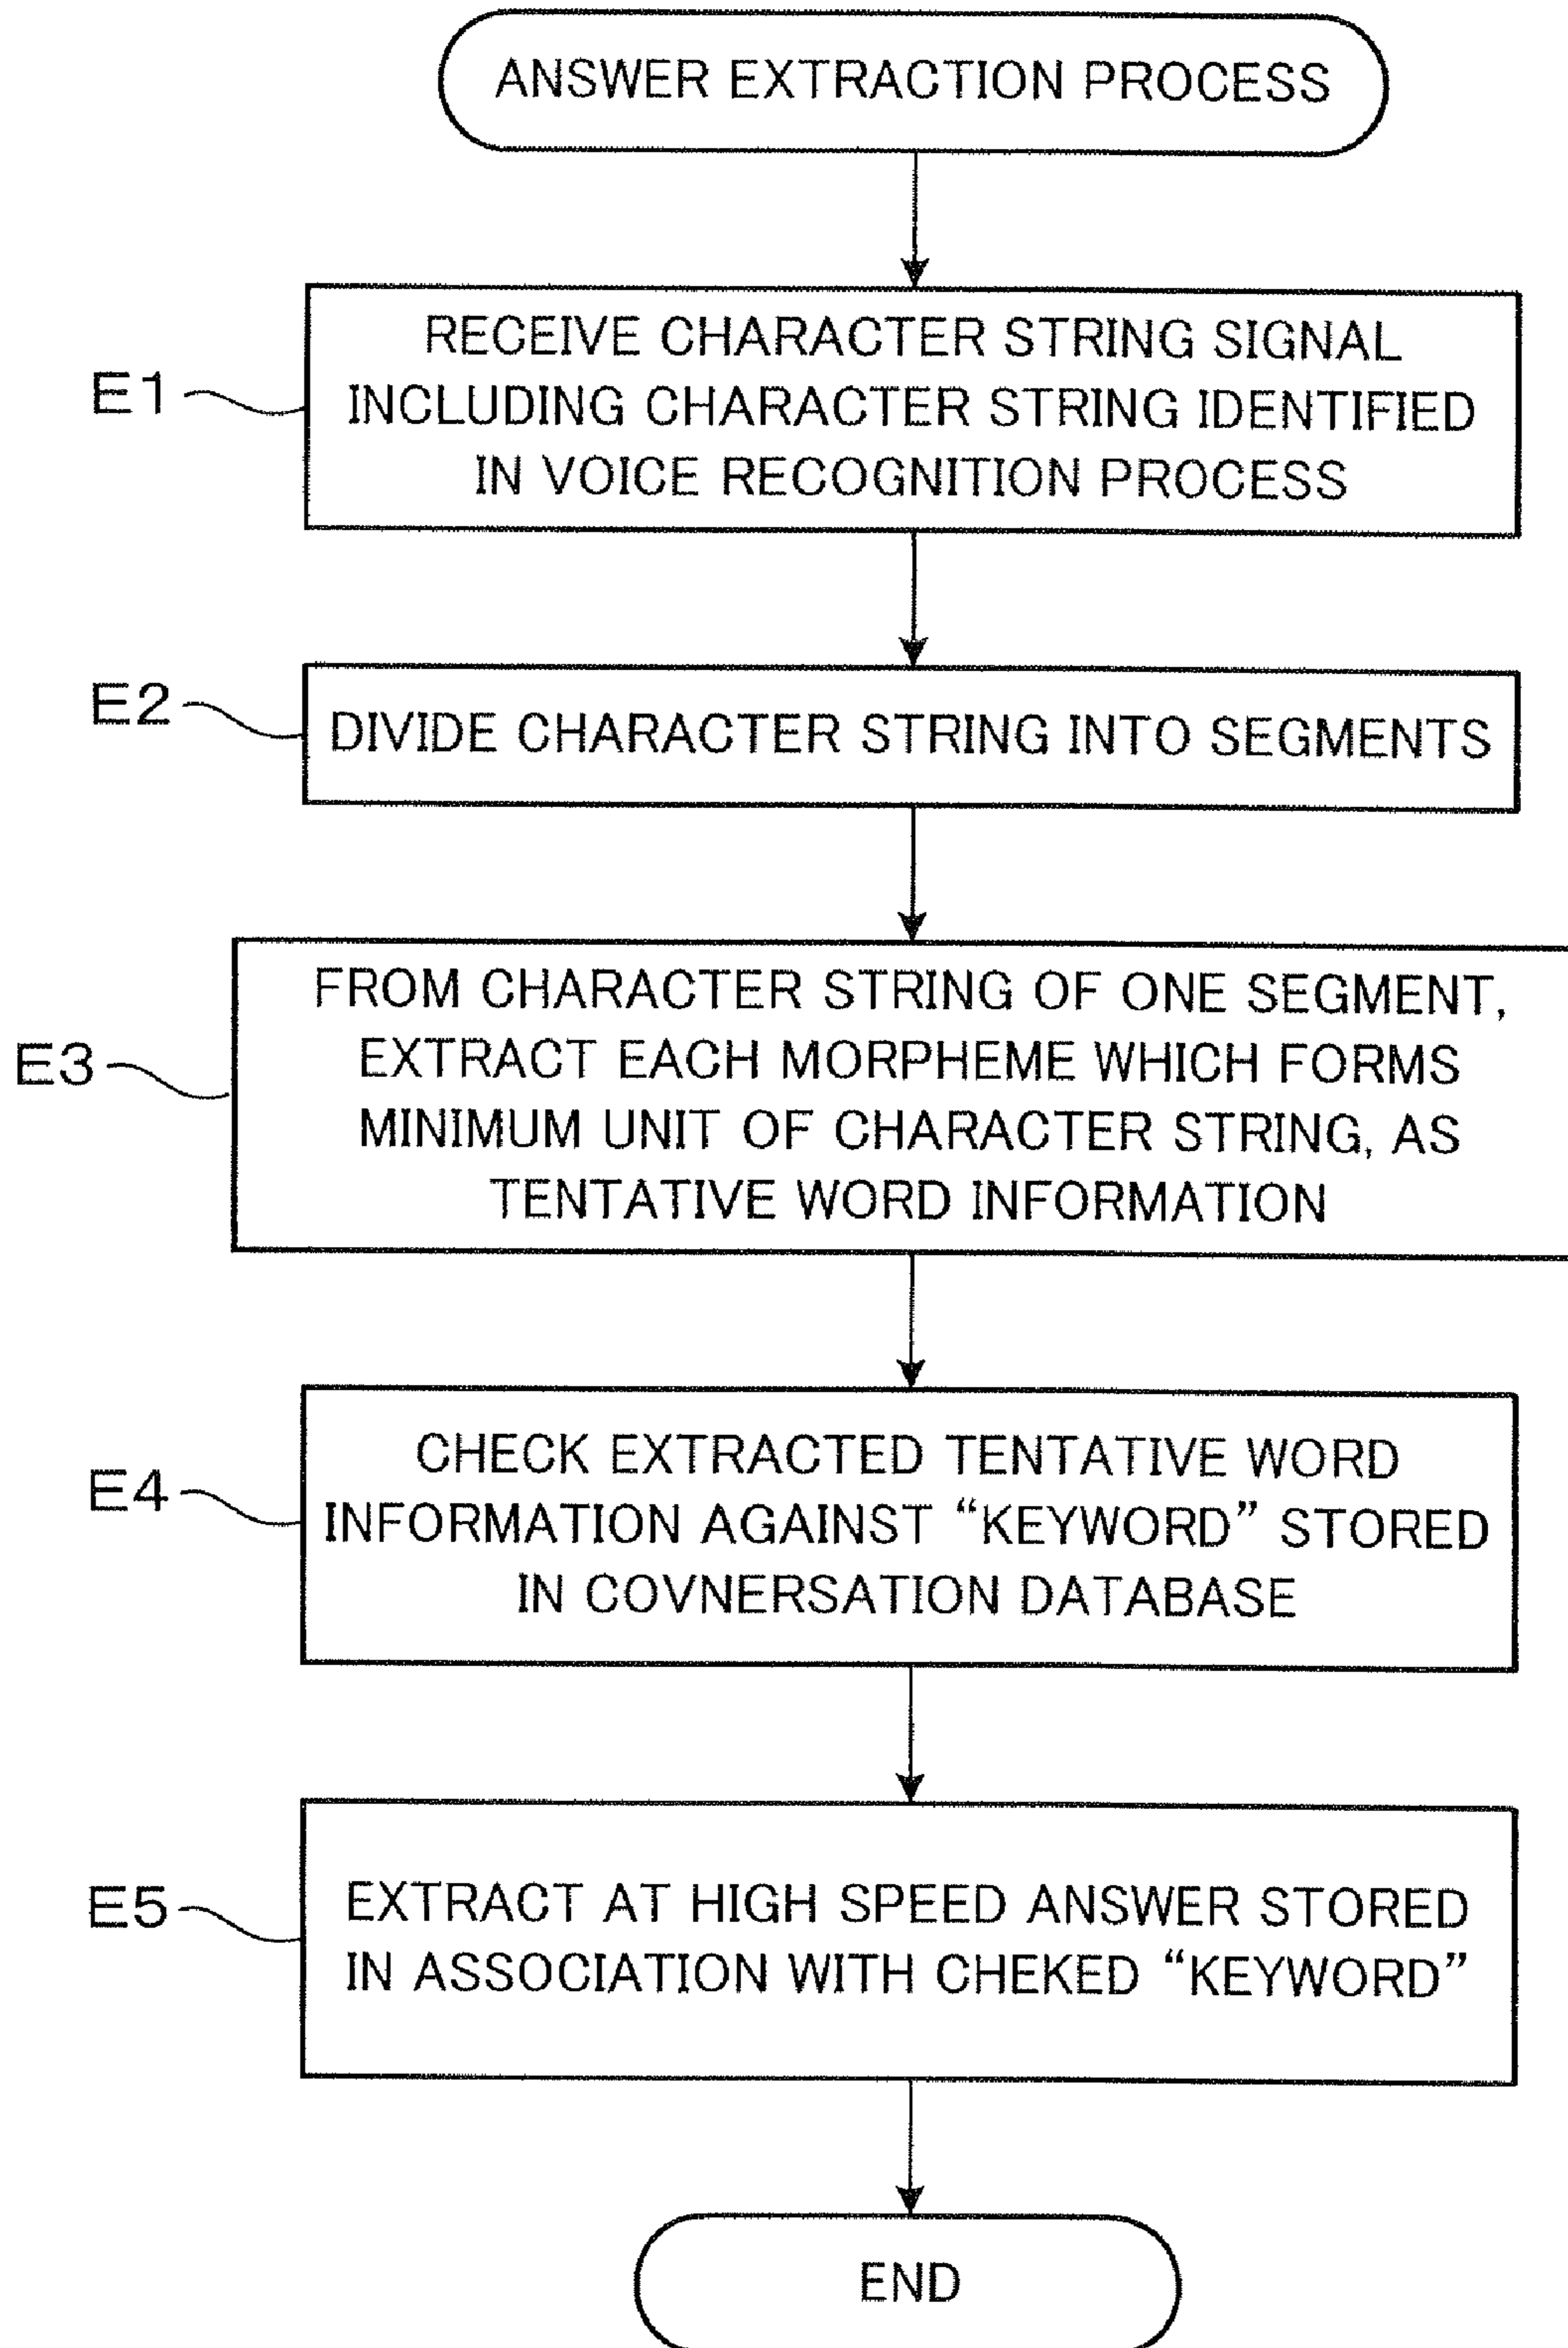 ANSWER EXTRACTION PROCESS
E1
RECEIVE CHARACTER STRING SIGNAL
INCLUDING CHARACTER STRING IDENTIFIED
IN VOICE RECOGNITION PROCESS
E2
DIVIDE CHARACTER STRING INTO SEGMENTS
E3
FROM CHARACTER STRING OF ONE SEGMENT,
EXTRACT EACH MORPHEME WHICH FORMS
MINIMUM UNIT OF CHARACTER STRING, AS
TENTATIVE WORD INFORMATION
E4
CHECK EXTRACTED TENTATIVE WORD
INFORMATION AGAINST “KEYWORD” STORED
IN COVNERSATION DATABASE
E5
EXTRACT AT HIGH SPEED ANSWER STORED
IN ASSOCIATION WITH CHEKED “KEYWORD”
END